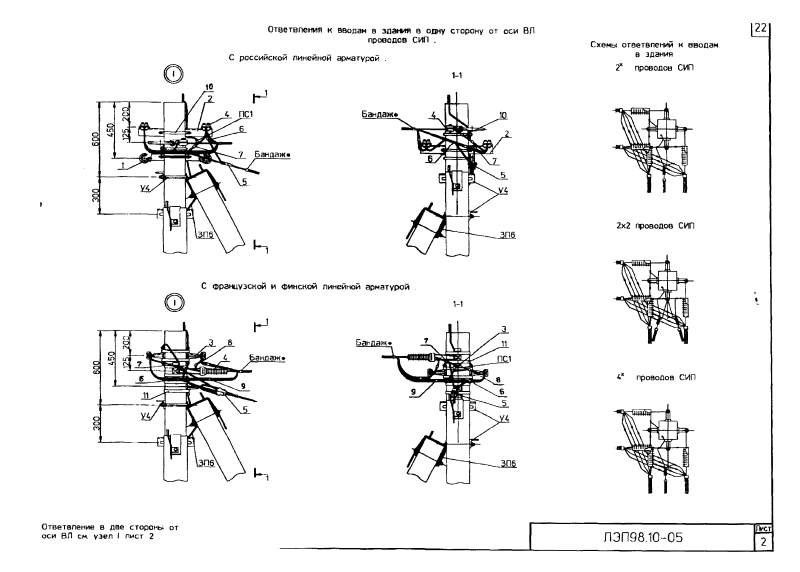 22
Ответвления к вводам в здания в одну сторону от оси ВЛ
проводов СИП .
С российской линейной арматурой .
Схемы ответвлений к вводам
в здания
2х проводов СИП
1
1
10
2
4
ПС1
6
7
Бандаж*
5
1
У4
ЗП6
1
600
450
200
125
300
1-1
Бандаж*
4
10
2
6
7
5
У4
ЗП6
2х2 проводов СИП
С французской и финской линейной арматурой .
1
1
3
8
4
Бандаж*
7
6
9
11
5
У4
ЗП6
1
600
450
200
125
300
1-1
7
3
11
Бандаж*
ПС1
9
8
6
5
У4
ЗП6
4х проводов СИП
Ответвление в две стороны от
оси ВЛ см. узел I лист 2
ЛЭП98.10-05
Лист
2